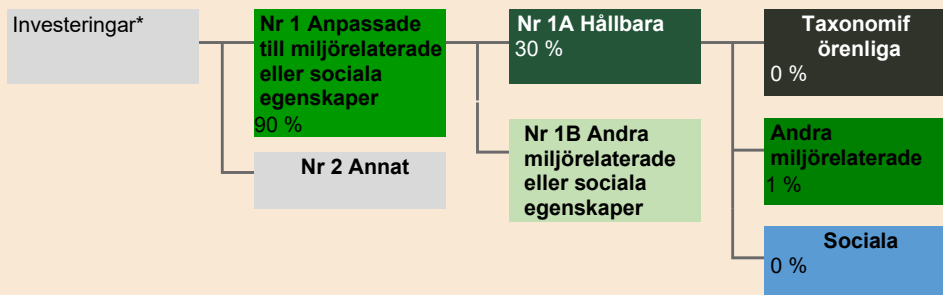 Investeringar*
Nr 1 Anpassade
till miljörelaterade
eller sociala
egenskaper
90 %
Nr 2 Annat
Nr 1A Hållbara
30 %
Nr 1B Andra
miljörelaterade
eller sociala
egenskaper
Taxonomif
örenliga
0 %
Andra
miljörelaterade
1 %
Sociala
0 %